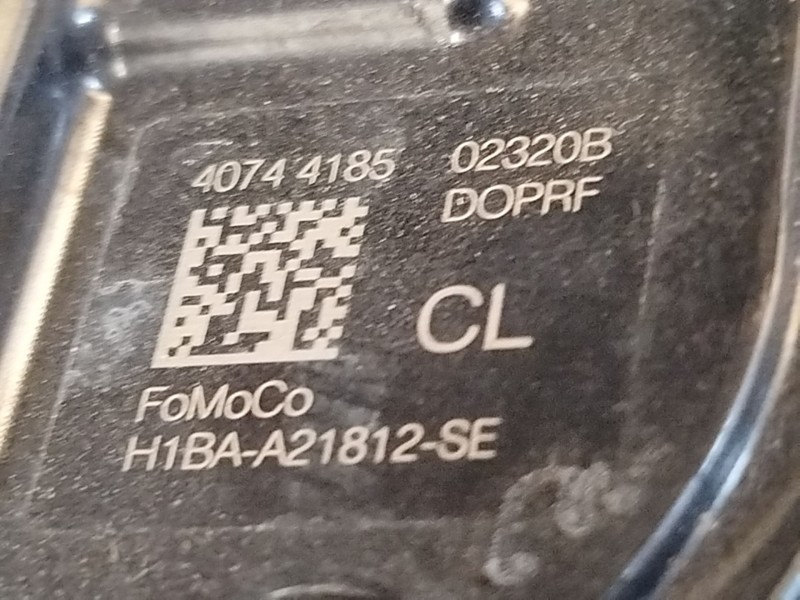 4074 4185 02320B
DOPRF
CL
FoMoCo
H1BA-A21812-SE